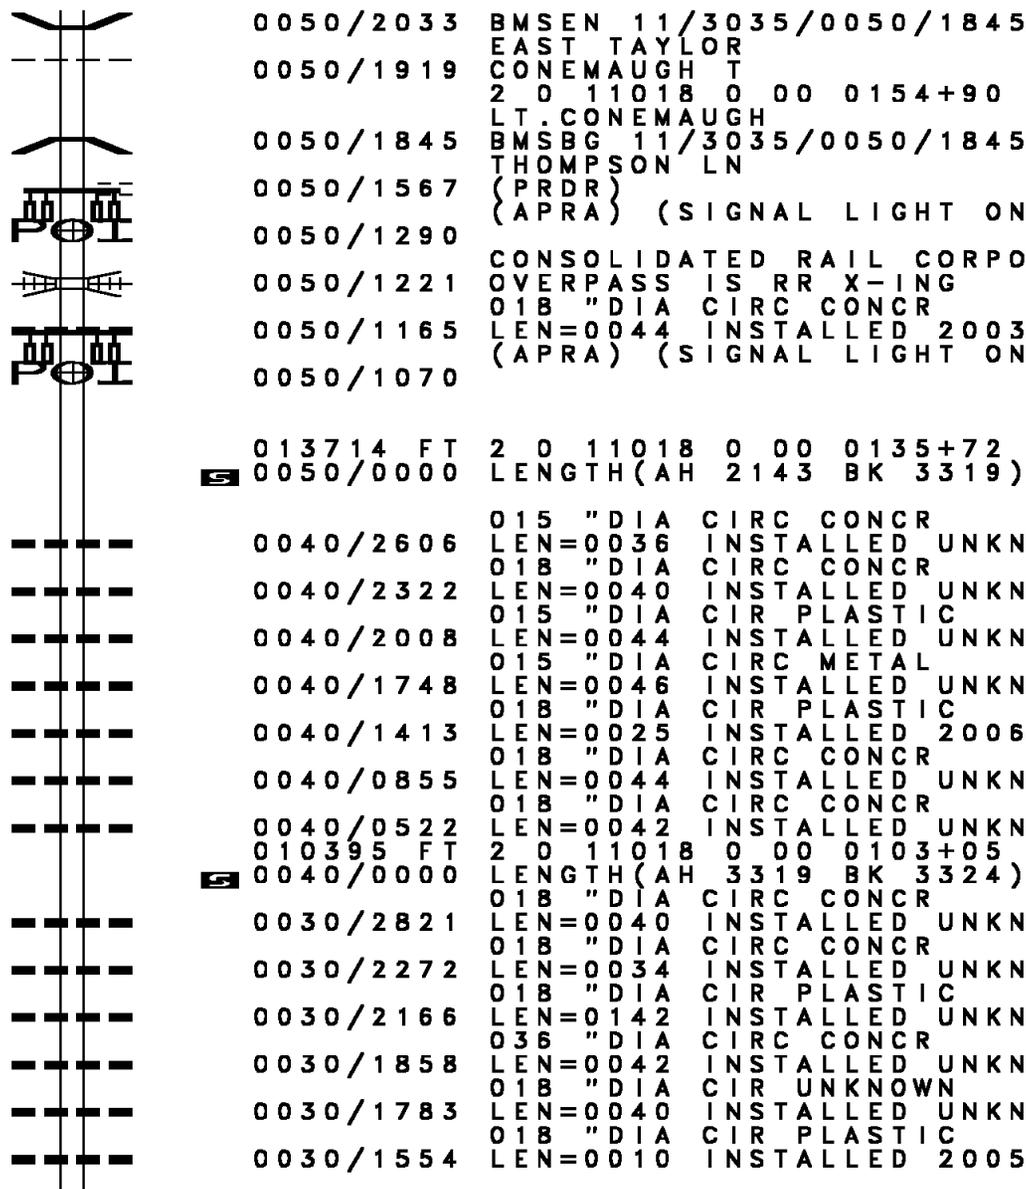 0050/2033 BMSEN 11/3035/0050/1845
EAST TAYLOR
0050/1919 CONEMAUGH T
2 0 11018 0 00 0154+90
LT.CONEMAUGH
0050/1845 BMSBG 11/3035/0050/1845
THOMPSON LN
0050/1567 (PRDR)
(APRA) (SIGNAL LIGHT ON
POI
0050/1290
CONSOLIDATED RAIL CORPO
0050/1221 OVERPASS IS RR X-ING
018 "DIA CIRC CONCR
0050/1165 LEN=0044 INSTALLED 2003
(APRA) (SIGNAL LIGHT ON
POI
0050/1070
013714 FT 2 0 11018 0 00 0135+72
S 0050/0000 LENGTH(AH 2143 BK 3319)
015 "DIA CIRC CONCR
0040/2606 LEN=0036 INSTALLED UNKN
018 "DIA CIRC CONCR
0040/2322 LEN=0040 INSTALLED UNKN
015 "DIA CIR PLASTIC
0040/2008 LEN=0044 INSTALLED UNKN
015 "DIA CIRC METAL
0040/1748 LEN=0046 INSTALLED UNKN
018 "DIA CIR PLASTIC
0040/1413 LEN=0025 INSTALLED 2006
018 "DIA CIRC CONCR
0040/0855 LEN=0044 INSTALLED UNKN
018 "DIA CIRC CONCR
0040/0522 LEN=0042 INSTALLED UNKN
010395 FT 2 0 11018 0 00 0103+05
S 0040/0000 LENGTH(AH 3319 BK 3324)
018 "DIA CIRC CONCR
0030/2821 LEN=0040 INSTALLED UNKN
018 "DIA CIRC CONCR
0030/2272 LEN=0034 INSTALLED UNKN
018 "DIA CIR PLASTIC
0030/2166 LEN=0142 INSTALLED UNKN
036 "DIA CIRC CONCR
0030/1858 LEN=0042 INSTALLED UNKN
018 "DIA CIR UNKNOWN
0030/1783 LEN=0040 INSTALLED UNKN
018 "DIA CIR PLASTIC
0030/1554 LEN=0010 INSTALLED 2005